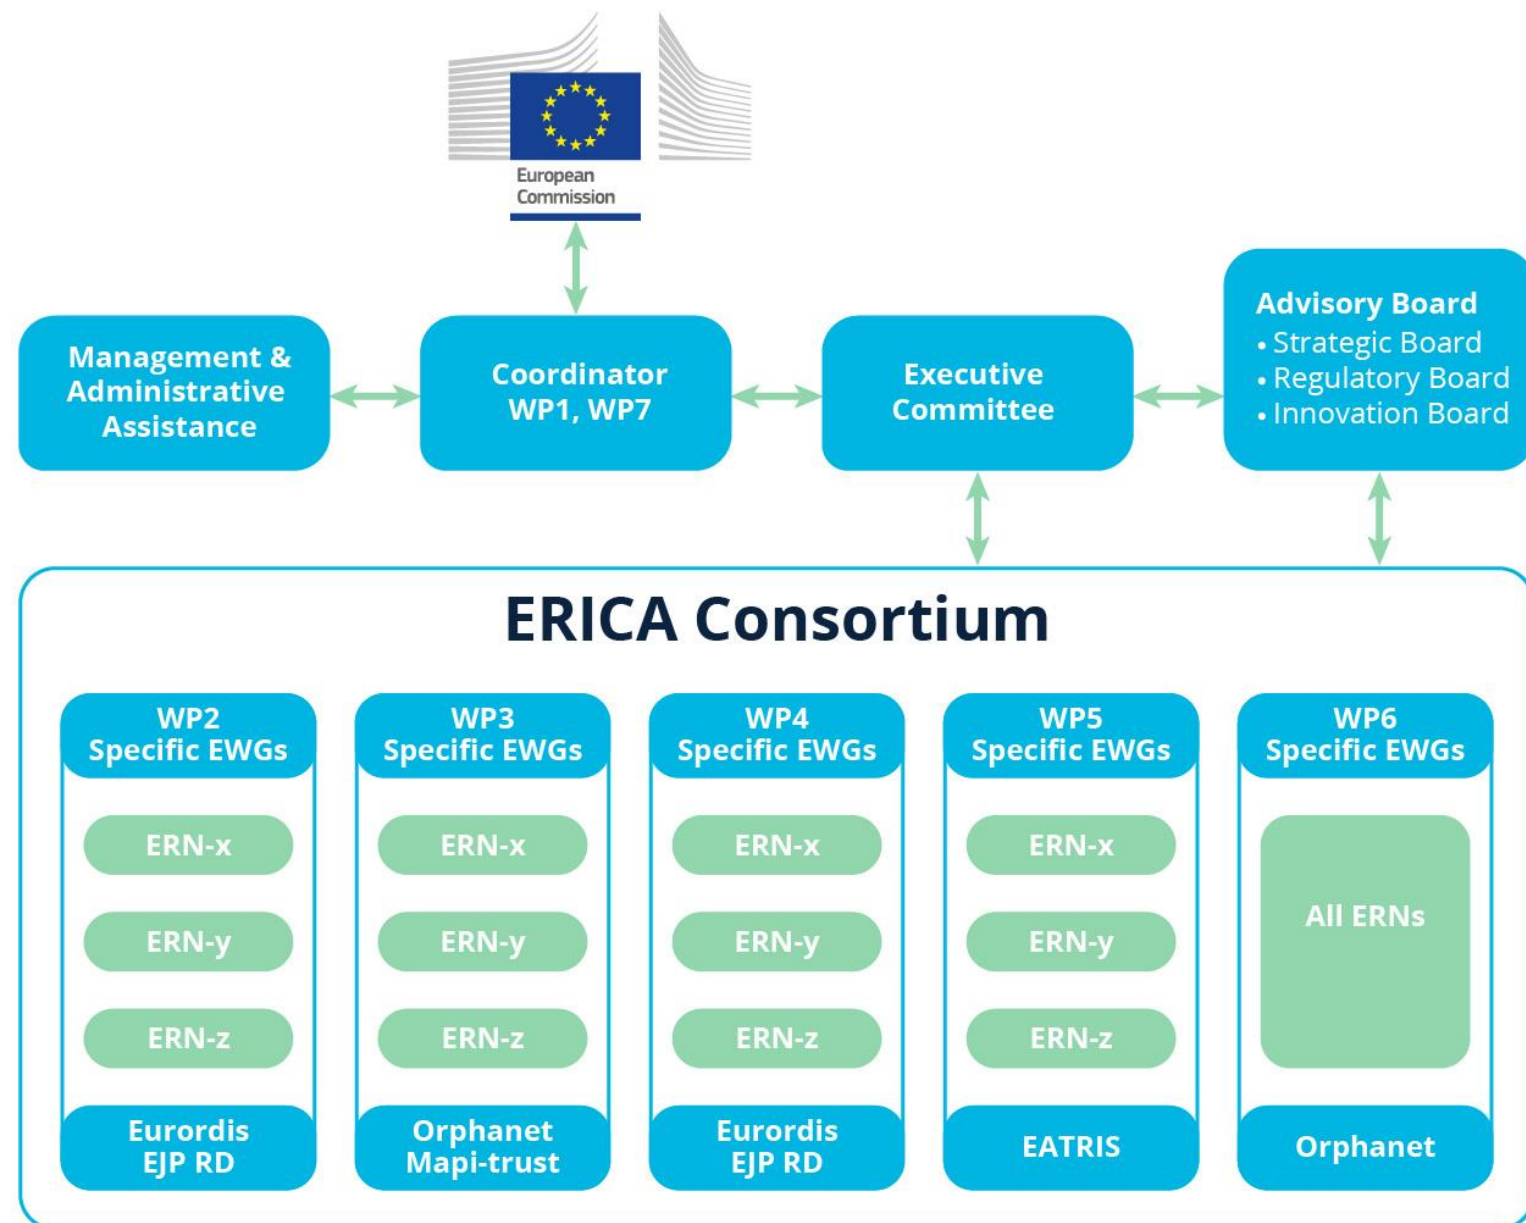 European
Commission
Management &
Administrative
Assistance
Coordinator
WP1, WP7
Executive
Committee
Advisory Board
• Strategic Board
• Regulatory Board
• Innovation Board
ERICA Consortium
WP2
Specific EWGs
ERN-x
ERN-y
ERN-z
Eurordis
EJP RD
WP3
Specific EWGs
ERN-x
ERN-y
ERN-z
Orphanet
Mapi-trust
WP4
Specific EWGs
ERN-x
ERN-y
ERN-z
Eurordis
EJP RD
WP5
Specific EWGs
ERN-x
ERN-y
ERN-z
EATRIS
WP6
Specific EWGs
All ERNs
Orphanet